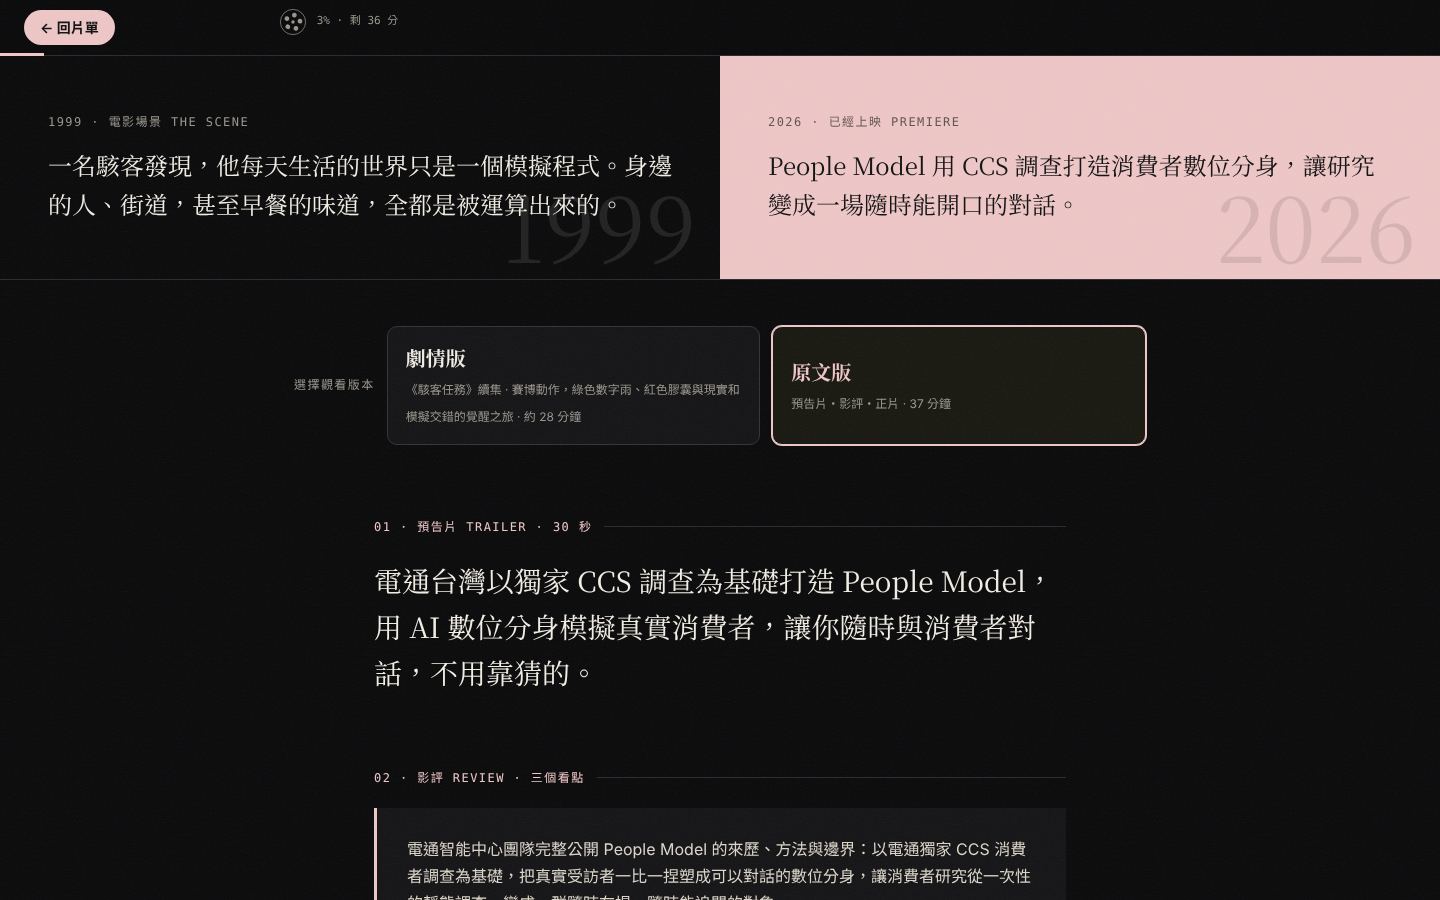 ← 回片單
3% · 剩 36 分
1999 · 電影場景 THE SCENE
一名駭客發現，他每天生活的世界只是一個模擬程式。身邊
的人、街道，甚至早餐的味道，全都是被運算出來的。
1999
2026 · 已經上映 PREMIERE
People Model 用 CCS 調查打造消費者數位分身，讓研究
變成一場隨時能開口的對話。
2026
選擇觀看版本
劇情版
《駭客任務》續集 · 賽博動作，綠色數字雨、紅色膠囊與現實和
模擬交錯的覺醒之旅 · 約 28 分鐘
原文版
預告片・影評・正片 · 37 分鐘
01 · 預告片 TRAILER · 30 秒
電通台灣以獨家 CCS 調查為基礎打造 People Model，
用 AI 數位分身模擬真實消費者，讓你隨時與消費者對
話，不用靠猜的。
02 · 影評 REVIEW · 三個看點
電通智能中心團隊完整公開 People Model 的來歷、方法與邊界：以電通獨家 CCS 消費
者調查為基礎，把真實受訪者一比一捏塑成可以對話的數位分身，讓消費者研究從一次性